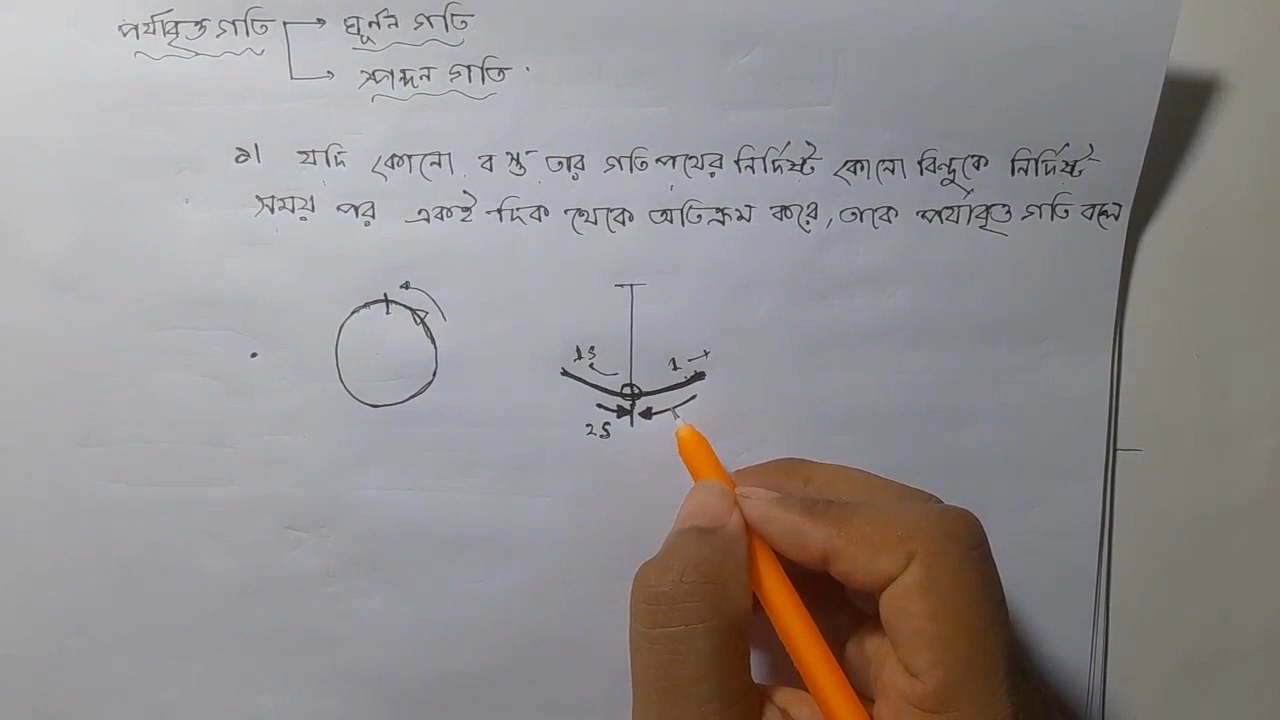 পর্যাবৃত্ত গতি → ঘূর্নন গতি
→ স্পন্দন গতি
১। যদি কোনো বস্তু তার গতিপথের নির্দিষ্ট কোনো বিন্দুকে নির্দিষ্ট
সময় পর একই দিক থেকে অতিক্রম করে, তাকে পর্যাবৃত্ত গতি বলে
1s 1
2s